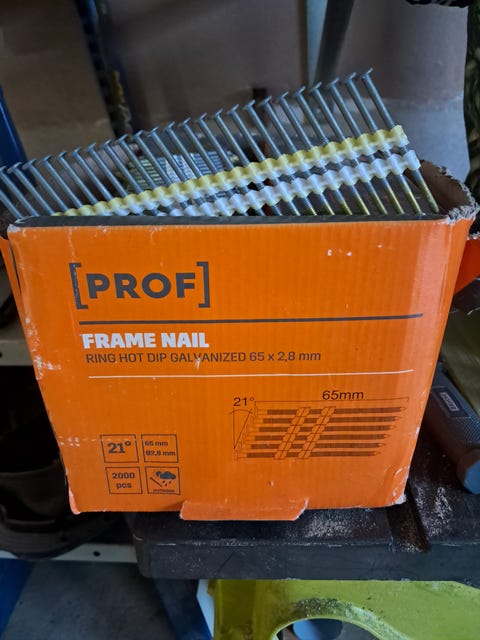 [PROF]
FRAME NAIL
RING HOT DIP GALVANIZED 65 x 2,8 mm
21° 65mm
21°
65 mm
Ø2,8 mm
2000
pcs
OUTDOOR